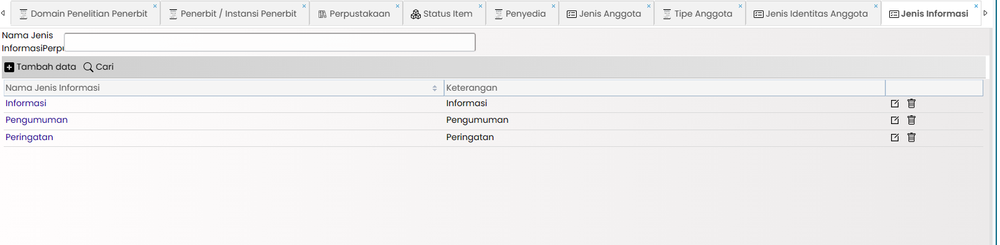 Domain Penelitian Penerbit Penerbit / Instansi Penerbit Perpustakaan Status Item Penyedia Jenis Anggota Tipe Anggota Jenis Identitas Anggota Jenis Informasi
Nama Jenis
InformasiPerpu
Tambah data Cari
Nama Jenis Informasi Keterangan
Informasi Informasi
Pengumuman Pengumuman
Peringatan Peringatan